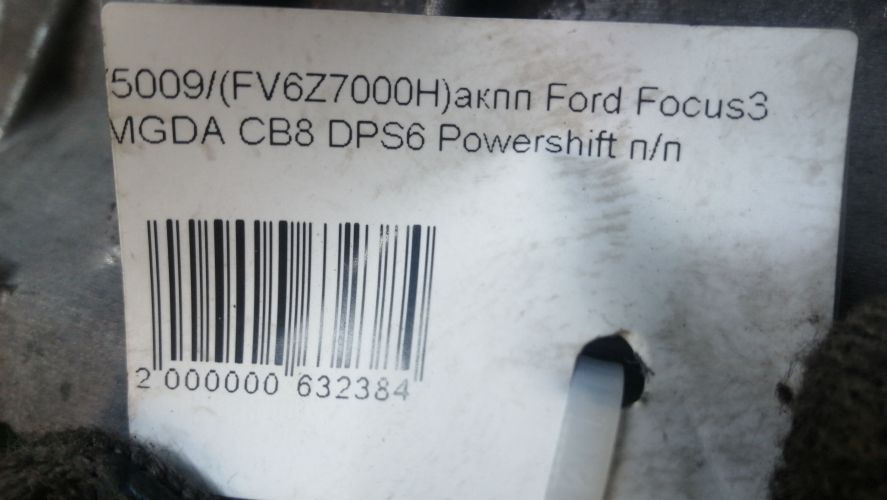 5009/(FV6Z7000H)акпп Ford Focus3
MGDA CB8 DPS6 Powershift п/п
2 000000 632384